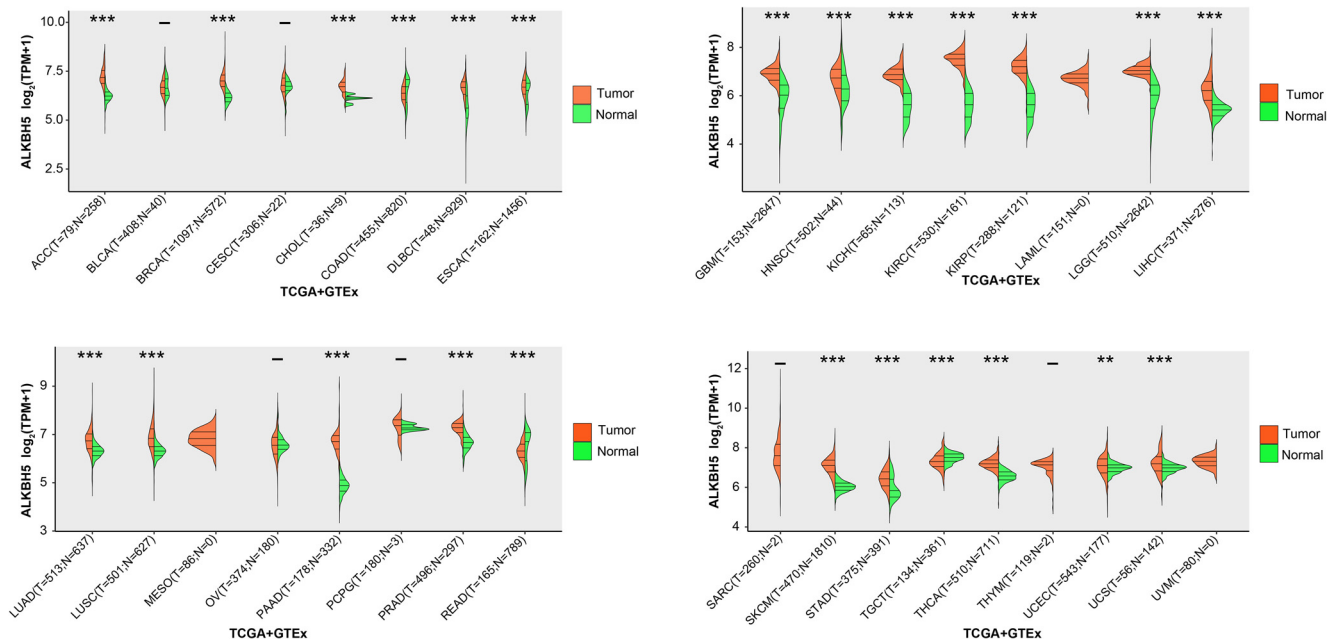 *** – *** – *** *** *** ***
10.0
7.5
5.0
2.5
ALKBH5 log2(TPM+1)
Tumor
Normal
ACC(T=79;N=258)
BLCA(T=408;N=40)
BRCA(T=1097;N=572)
CESC(T=306;N=22)
CHOL(T=36;N=9)
COAD(T=455;N=820)
DLBC(T=48;N=929)
ESCA(T=162;N=1456)
TCGA+GTEx
*** *** *** *** *** *** ***
8
6
4
ALKBH5 log2(TPM+1)
Tumor
Normal
GBM(T=153;N=2647)
HNSC(T=502;N=44)
KICH(T=65;N=113)
KIRC(T=530;N=161)
KIRP(T=288;N=121)
LAML(T=151;N=0)
LGG(T=510;N=2642)
LIHC(T=371;N=276)
TCGA+GTEx
*** *** – *** – *** ***
9
7
5
3
ALKBH5 log2(TPM+1)
Tumor
Normal
LUAD(T=513;N=637)
LUSC(T=501;N=627)
MESO(T=86;N=0)
OV(T=374;N=180)
PAAD(T=178;N=332)
PCPG(T=180;N=3)
PRAD(T=496;N=297)
READ(T=165;N=789)
TCGA+GTEx
– *** *** *** *** – ** ***
12
10
8
6
4
ALKBH5 log2(TPM+1)
Tumor
Normal
SARC(T=260;N=2)
SKCM(T=470;N=1810)
STAD(T=375;N=391)
TGCT(T=134;N=361)
THCA(T=510;N=711)
THYM(T=119;N=2)
UCEC(T=543;N=177)
UCS(T=56;N=142)
UVM(T=80;N=0)
TCGA+GTEx